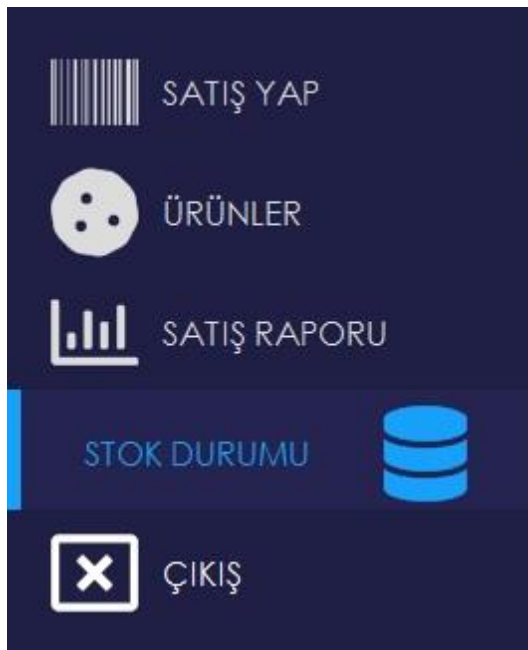 SATIŞ YAP
ÜRÜNLER
SATIŞ RAPORU
STOK DURUMU
ÇIKIŞ